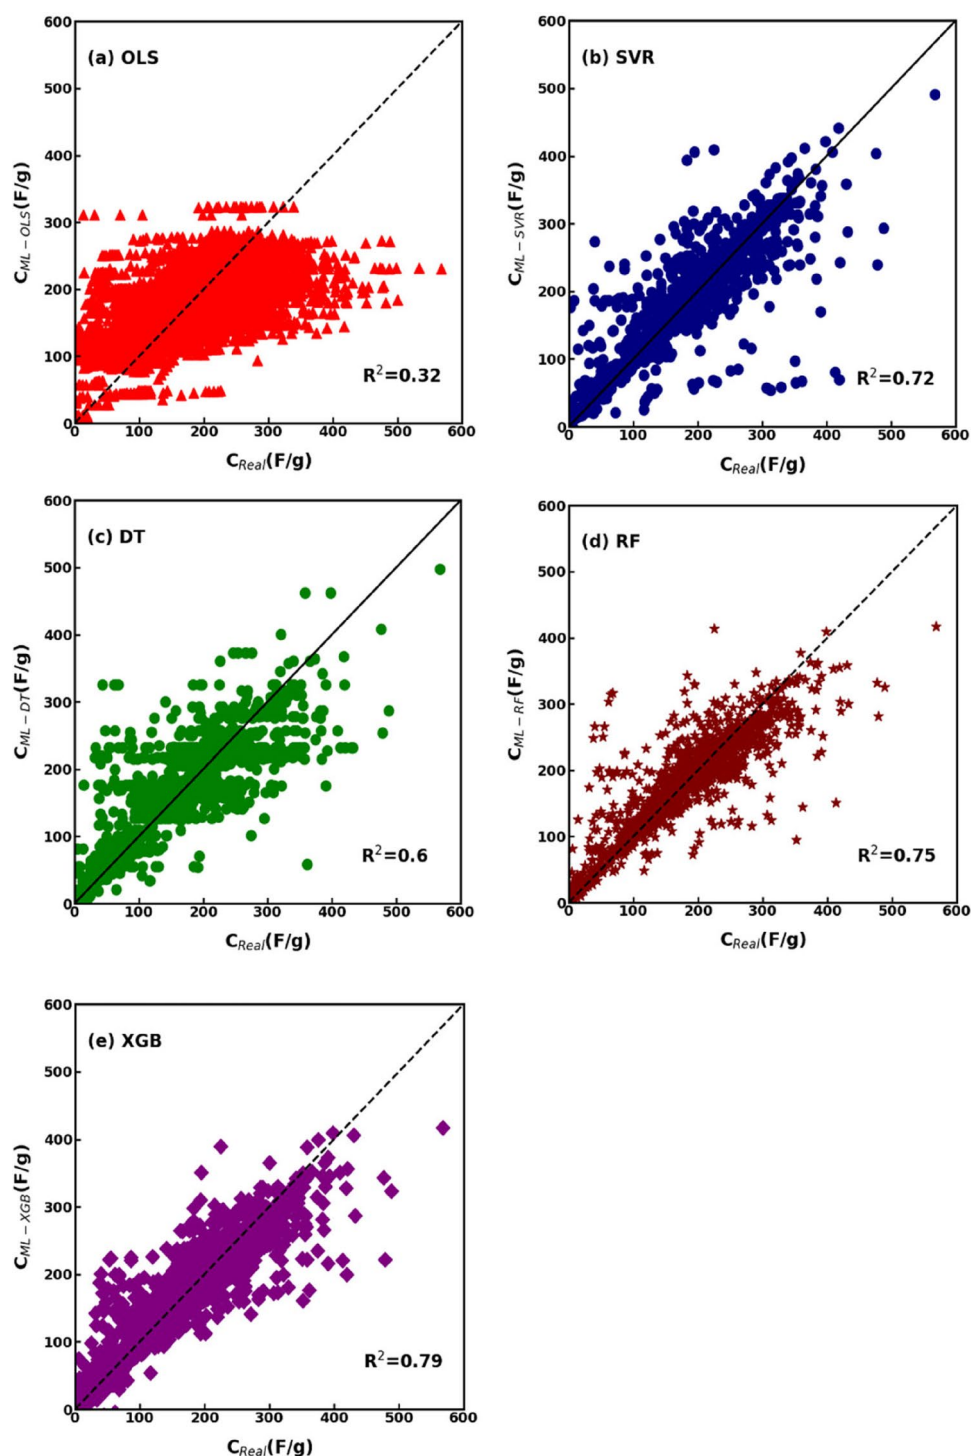 600
(a) OLS
500
400
C_ML-OLS(F/g)
300
200
100
R²=0.32
0
0 100 200 300 400 500 600
C_Real(F/g)
600
(b) SVR
500
400
C_ML-SVR(F/g)
300
200
100
R²=0.72
0
0 100 200 300 400 500 600
C_Real(F/g)
600
(c) DT
500
400
C_ML-DT(F/g)
300
200
100
R²=0.6
0
0 100 200 300 400 500 600
C_Real(F/g)
600
(d) RF
500
400
C_ML-RF(F/g)
300
200
100
R²=0.75
0
0 100 200 300 400 500 600
C_Real(F/g)
600
(e) XGB
500
400
C_ML-XGB(F/g)
300
200
100
R²=0.79
0
0 100 200 300 400 500 600
C_Real(F/g)